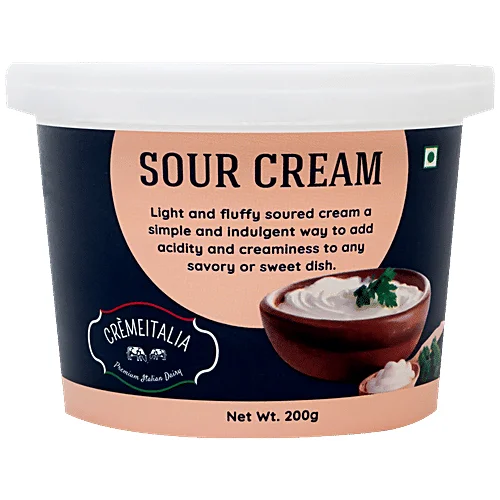 SOUR CREAM
Light and fluffy soured cream a
simple and indulgent way to add
acidity and creaminess to any
savory or sweet dish.
CRÈMEITALIA
Premium Italian Dairy
Net Wt. 200g